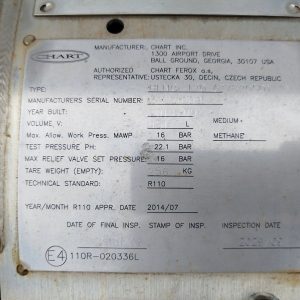 CHART
MANUFACTURER: CHART INC.
1300 AIRPORT DRIVE
BALL GROUND, GEORGIA, 30107 USA
AUTHORIZED CHART FEROX a.s.
REPRESENTATIVE: USTECKA 30, DECIN, CZECH REPUBLIC
TYPE:
MANUFACTURERS SERIAL NUMBER:
YEAR BUILT
VOLUME, V: L MEDIUM:
Max. Allow. Work Press. MAWP 16 BAR METHANE
TEST PRESSURE PH: 22.1 BAR
MAX RELIEF VALVE SET PRESSURE 16 BAR
TARE WEIGHT (EMPTY): KG
TECHNICAL STANDARD: R110
YEAR/MONTH R110 APPR. DATE 2014/07
DATE OF FINAL INSP. STAMP OF INSP. INSPECTION DATE
E4 110R-020336L